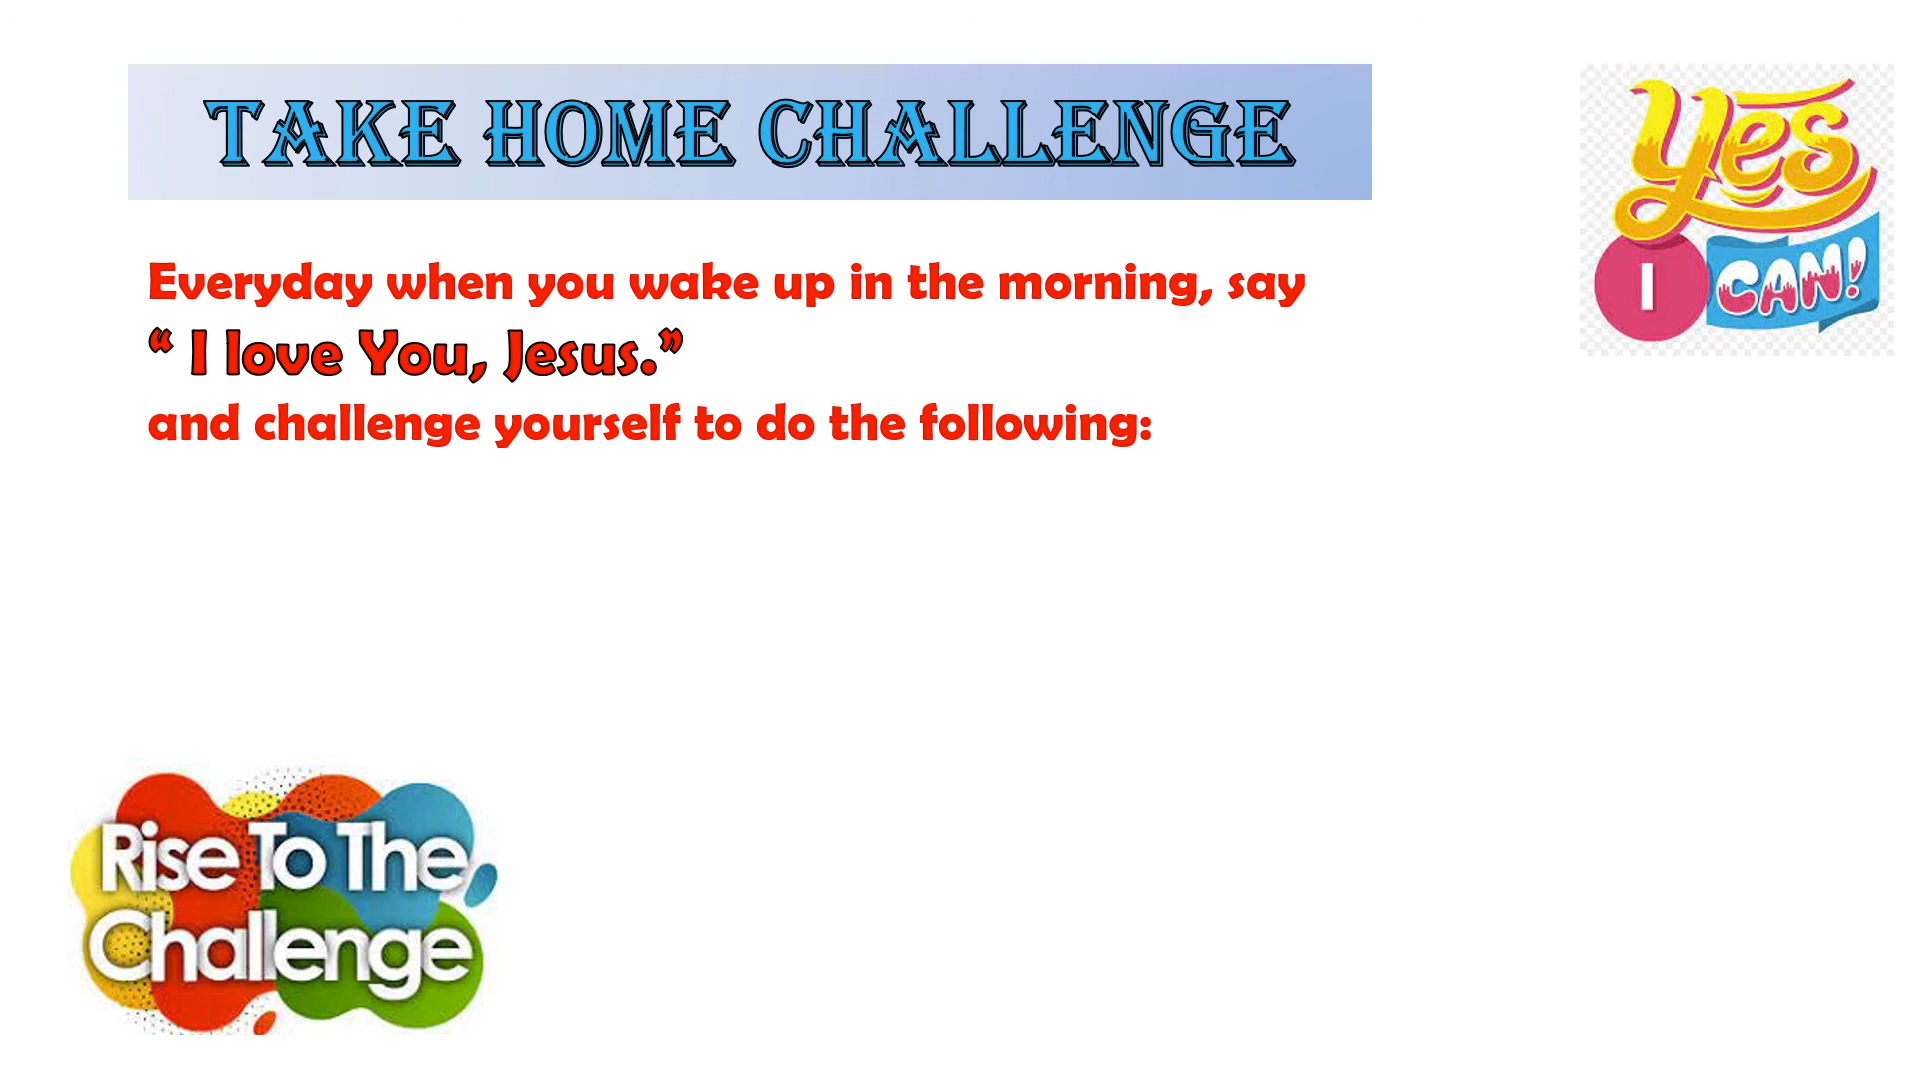 TAKE HOME CHALLENGE
Yes
I CAN!
Everyday when you wake up in the morning, say
“ I love You, Jesus.”
and challenge yourself to do the following:
Rise To The
Challenge